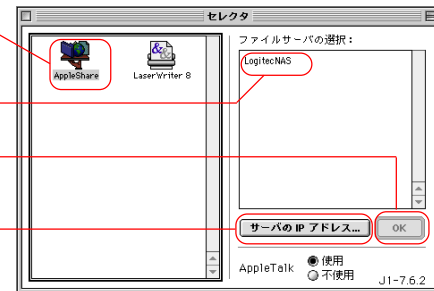 セレクタ
AppleShare
LaserWriter 8
ファイルサーバの選択：
LogitecNAS
サーバの IP アドレス...
OK
AppleTalk
使用
不使用
J1-7.6.2